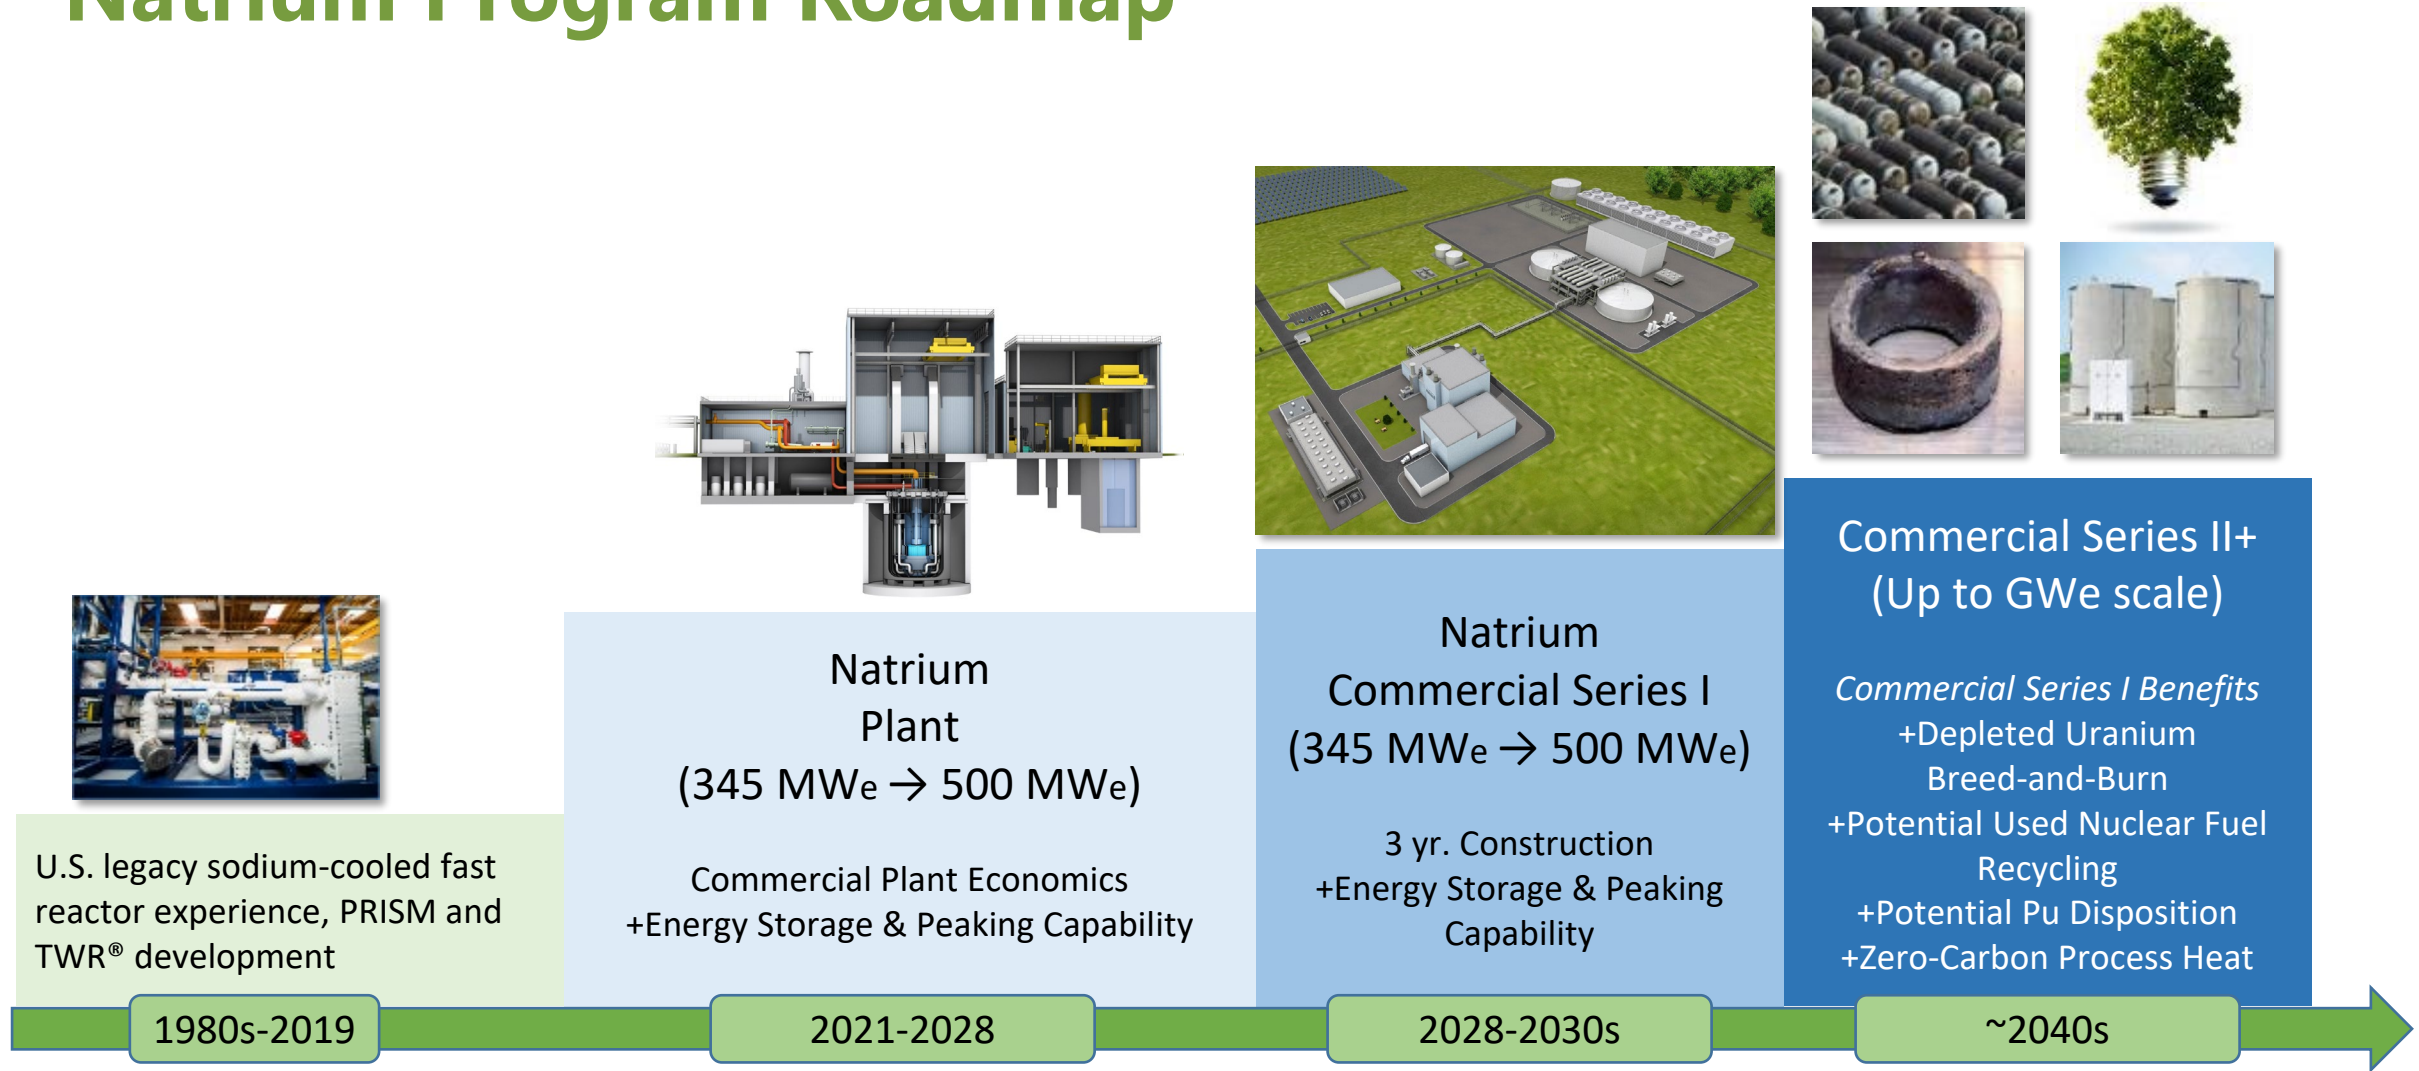 Natrium Program Roadmap
U.S. legacy sodium-cooled fast
reactor experience, PRISM and
TWR® development
1980s-2019
Natrium
Plant
(345 MWe → 500 MWe)
Commercial Plant Economics
+Energy Storage & Peaking Capability
2021-2028
Natrium
Commercial Series I
(345 MWe → 500 MWe)
3 yr. Construction
+Energy Storage & Peaking
Capability
2028-2030s
Commercial Series II+
(Up to GWe scale)
Commercial Series I Benefits
+Depleted Uranium
Breed-and-Burn
+Potential Used Nuclear Fuel
Recycling
+Potential Pu Disposition
+Zero-Carbon Process Heat
~2040s